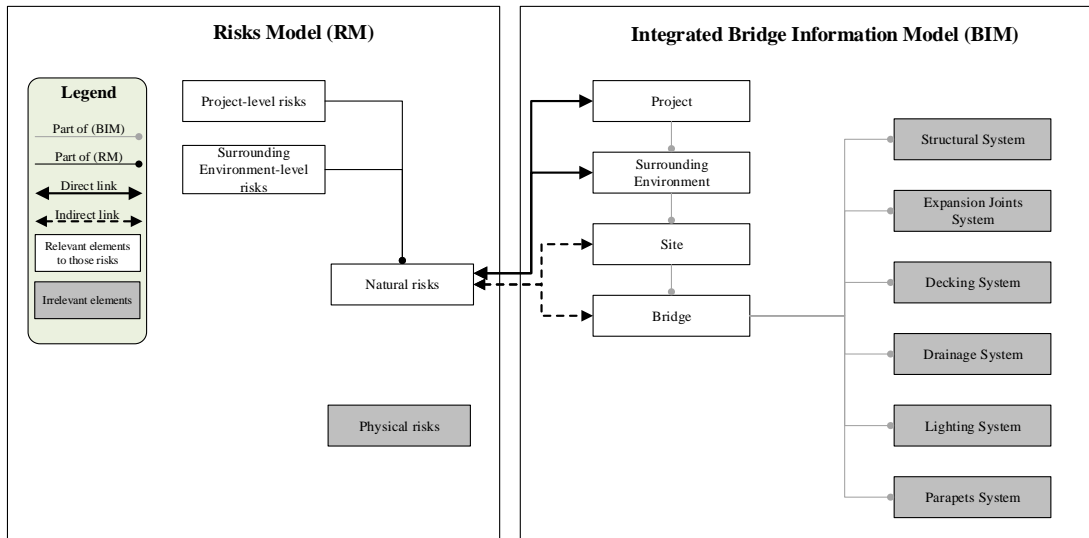 Risks Model (RM)
Legend
Part of (BIM)
Part of (RM)
Direct link
Indirect link
Relevant elements
to those risks
Irrelevant elements
Project-level risks
Surrounding
Environment-level
risks
Natural risks
Physical risks
Integrated Bridge Information Model (BIM)
Project
Surrounding
Environment
Site
Bridge
Structural System
Expansion Joints
System
Decking System
Drainage System
Lighting System
Parapets System